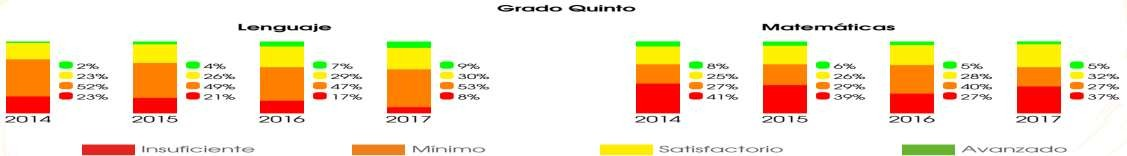 Grado Quinto
Lenguaje
Matemáticas
2% 4% 7% 9% 8% 6% 5% 5%
23% 26% 29% 30% 25% 26% 28% 32%
52% 49% 47% 53% 27% 29% 40% 27%
23% 21% 17% 8% 41% 39% 27% 37%
2014 2015 2016 2017 2014 2015 2016 2017
Insuficiente Mínimo Satisfactorio Avanzado